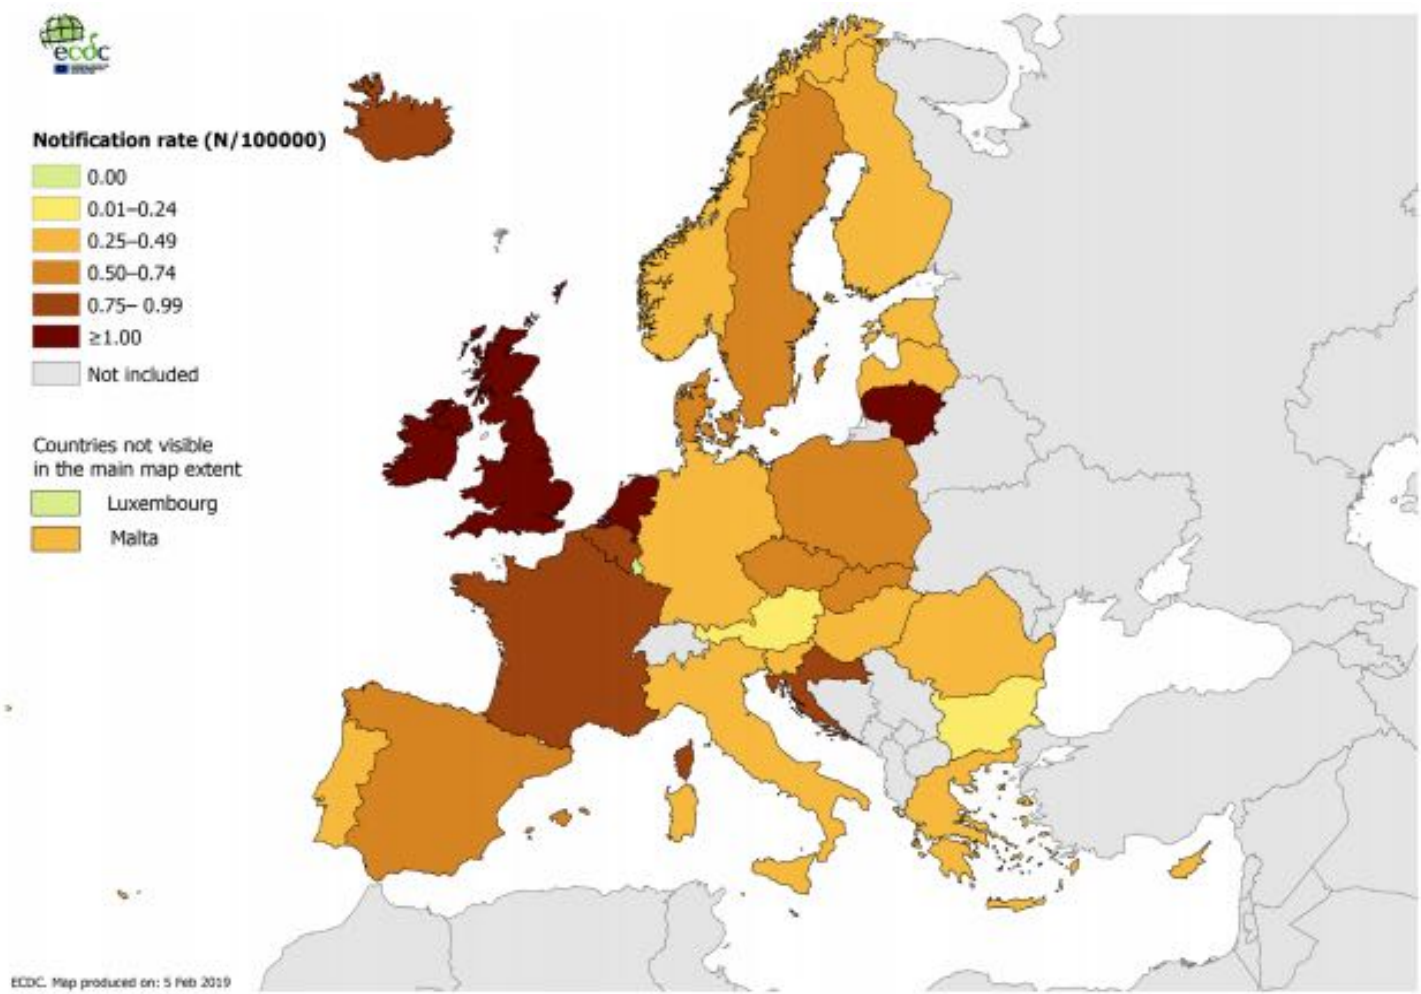 ecdc
Notification rate (N/100000)
0.00
0.01–0.24
0.25–0.49
0.50–0.74
0.75– 0.99
≥1.00
Not included
Countries not visible
in the main map extent
Luxembourg
Malta
ECDC. Map produced on: 5 Feb 2019